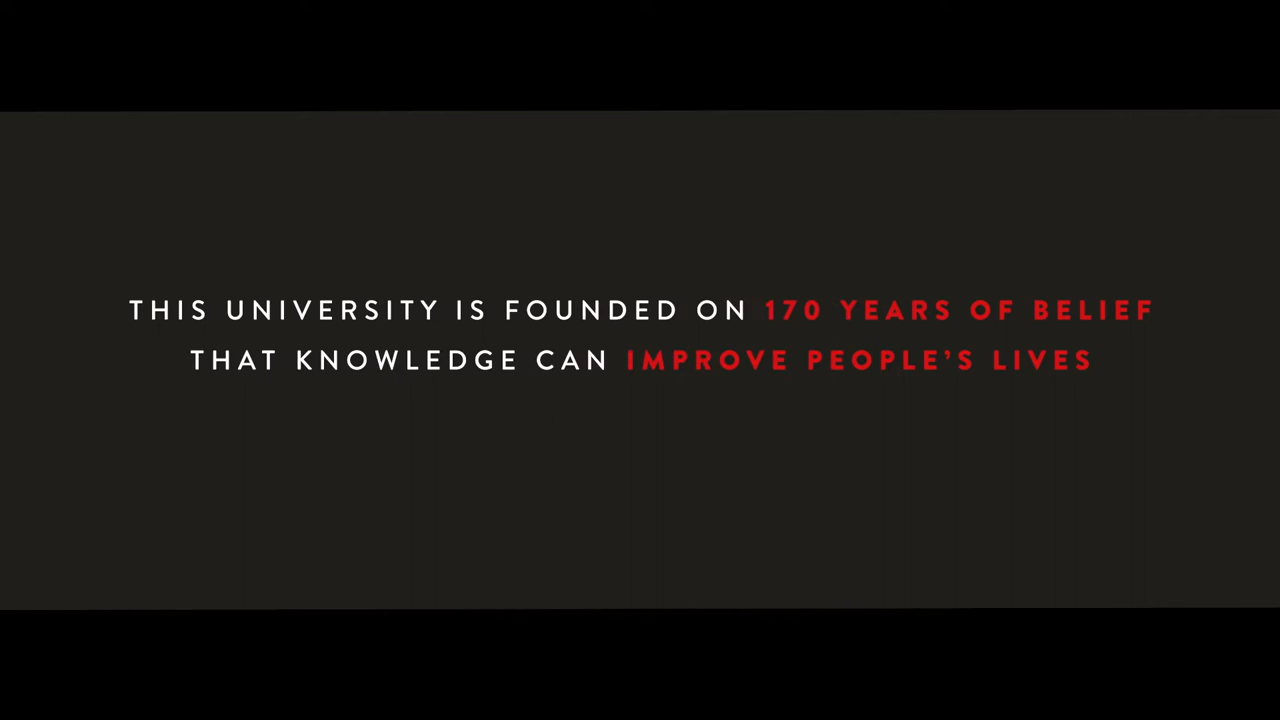 THIS UNIVERSITY IS FOUNDED ON 170 YEARS OF BELIEF
THAT KNOWLEDGE CAN IMPROVE PEOPLE’S LIVES